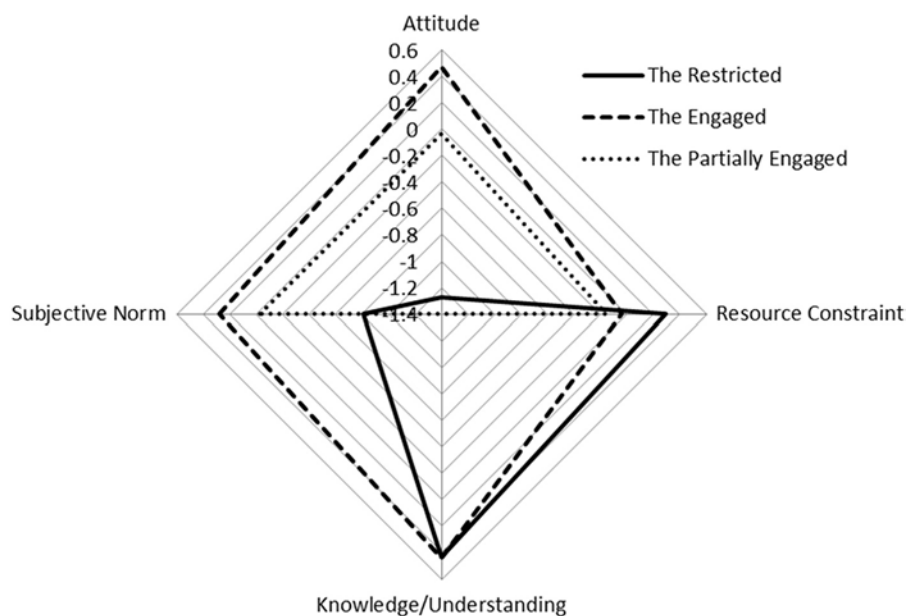 Attitude
0.6
0.4
0.2
0
-0.2
-0.4
-0.6
-0.8
-1
-1.2
-1.4
The Restricted
The Engaged
The Partially Engaged
Subjective Norm
Resource Constraint
Knowledge/Understanding